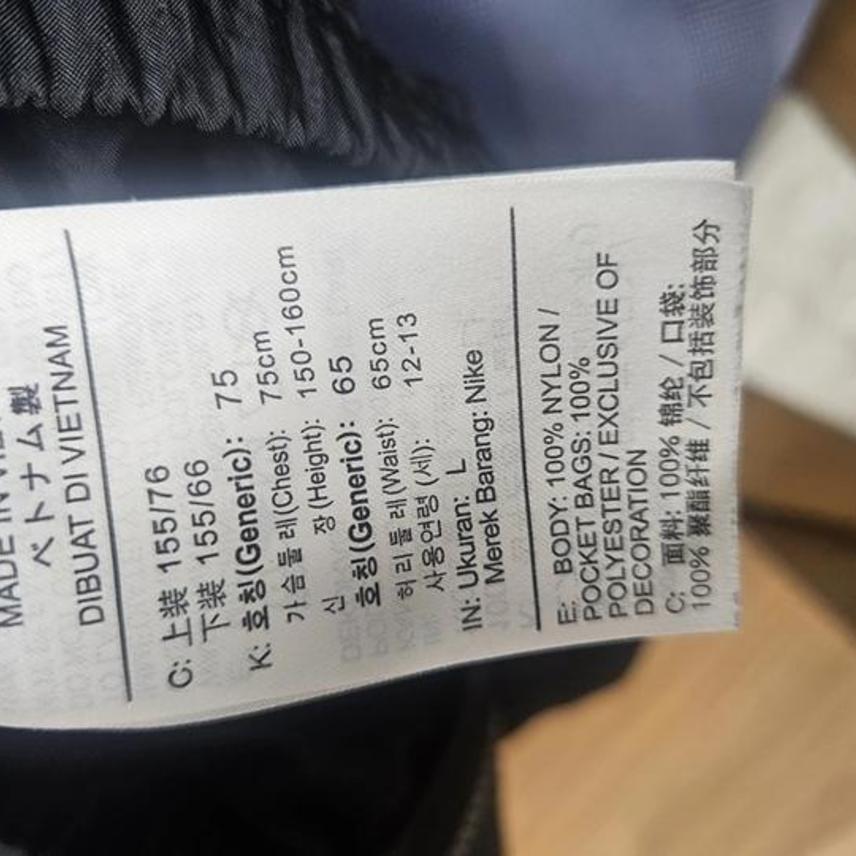 MADE IN
ベトナム製
DIBUAT DI VIETNAM
C: 上装 155/76
下装 155/66
K: 호칭(Generic): 75
가슴둘레(Chest): 75cm
신 장(Height): 150-160cm
호칭(Generic): 65
허리둘레(Waist): 65cm
사용연령(세): 12-13
IN: Ukuran: L
Merek Barang: Nike
E: BODY: 100% NYLON /
POCKET BAGS: 100%
POLYESTER / EXCLUSIVE OF
DECORATION
C: 面料: 100% 锦纶 / 口袋:
100% 聚酯纤维 / 不包括装饰部分